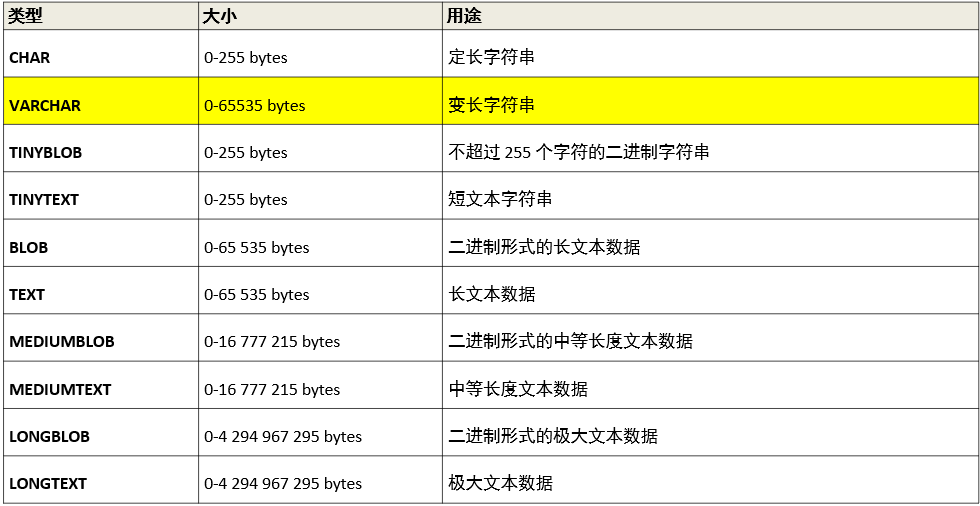 类型 大小 用途
CHAR 0-255 bytes 定长字符串
VARCHAR 0-65535 bytes 变长字符串
TINYBLOB 0-255 bytes 不超过 255 个字符的二进制字符串
TINYTEXT 0-255 bytes 短文本字符串
BLOB 0-65 535 bytes 二进制形式的长文本数据
TEXT 0-65 535 bytes 长文本数据
MEDIUMBLOB 0-16 777 215 bytes 二进制形式的中等长度文本数据
MEDIUMTEXT 0-16 777 215 bytes 中等长度文本数据
LONGBLOB 0-4 294 967 295 bytes 二进制形式的极大文本数据
LONGTEXT 0-4 294 967 295 bytes 极大文本数据